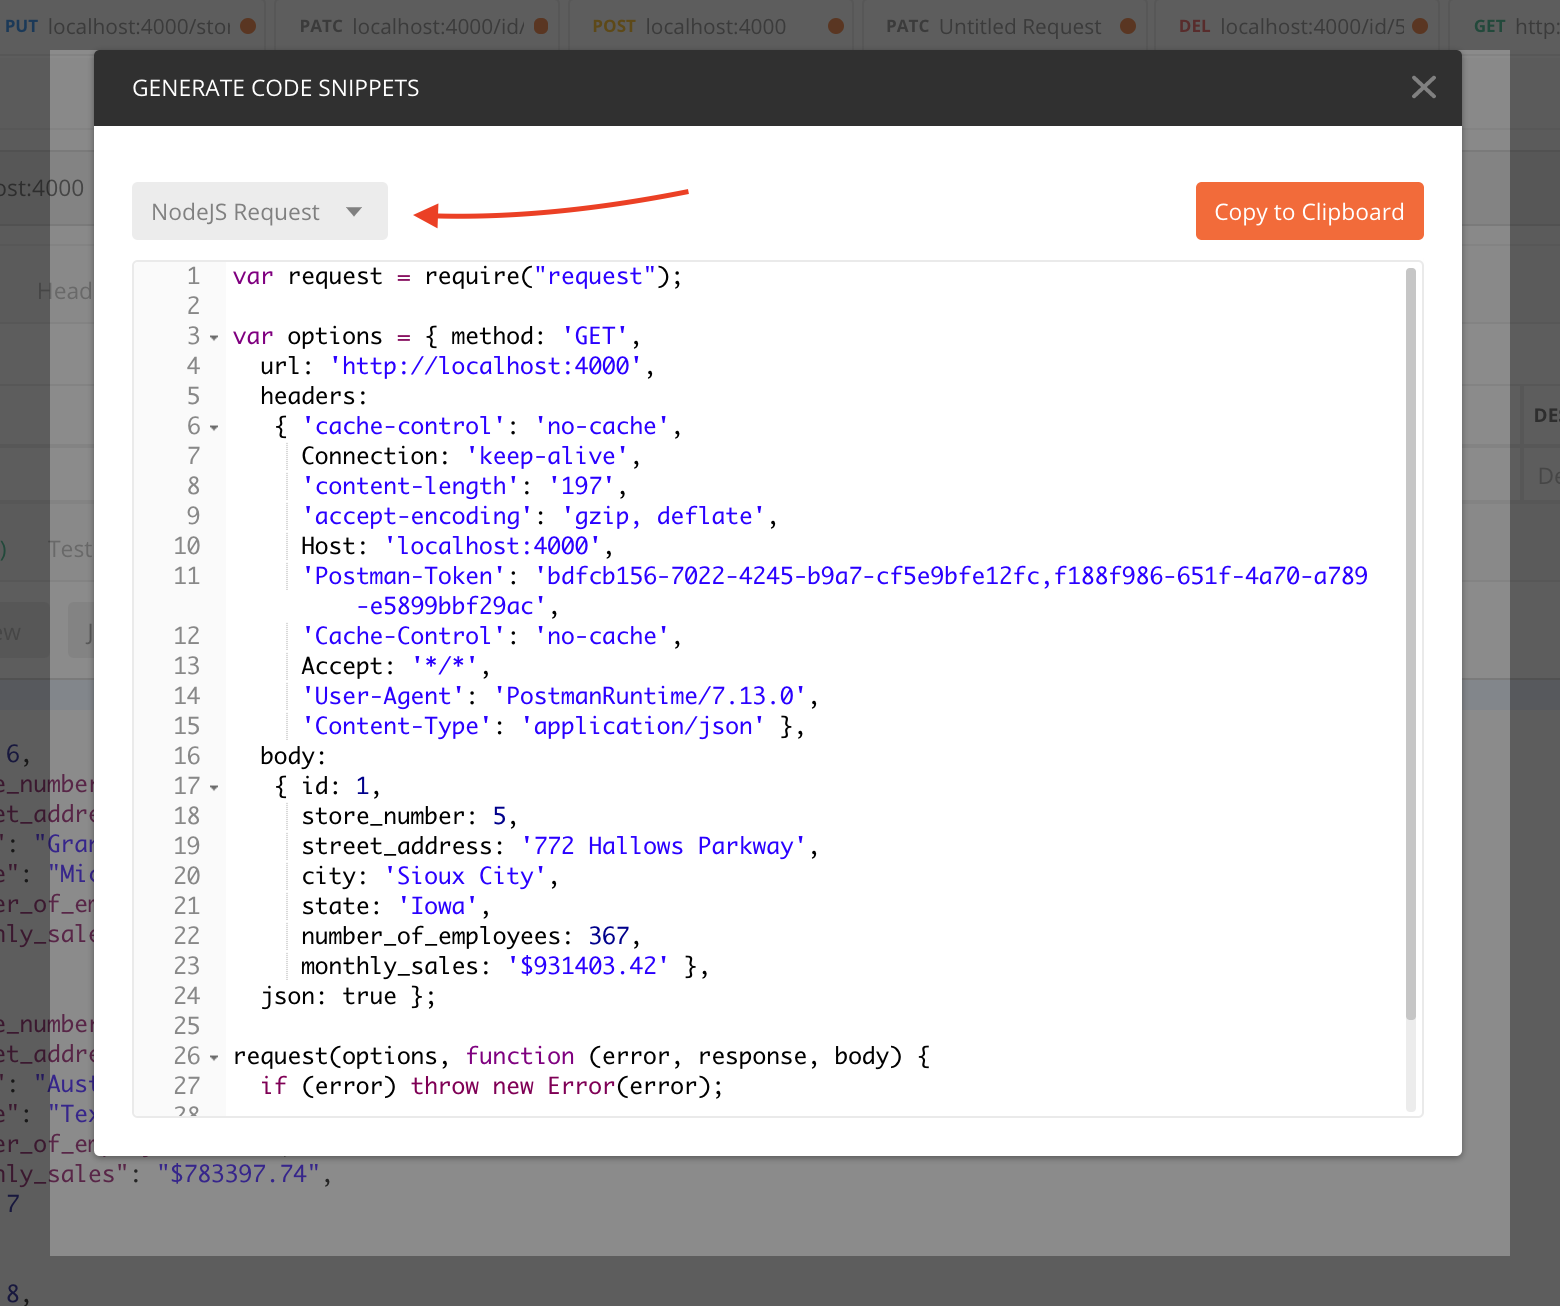 PUT localhost:4000/stor PATC localhost:4000/id/ POST localhost:4000 PATC Untitled Request DEL localhost:4000/id/5 GET http:
GENERATE CODE SNIPPETS
ost:4000
NodeJS Request
Copy to Clipboard
Head
1 var request = require("request");
2
3 var options = { method: 'GET',
4 url: 'http://localhost:4000',
5 headers:
6 { 'cache-control': 'no-cache',
7 Connection: 'keep-alive',
8 'content-length': '197',
9 'accept-encoding': 'gzip, deflate',
10 Host: 'localhost:4000',
11 'Postman-Token': 'bdfcb156-7022-4245-b9a7-cf5e9bfe12fc,f188f986-651f-4a70-a789
-e5899bbf29ac',
12 'Cache-Control': 'no-cache',
13 Accept: '*/*',
14 'User-Agent': 'PostmanRuntime/7.13.0',
15 'Content-Type': 'application/json' },
16 body:
17 { id: 1,
18 store_number: 5,
19 street_address: '772 Hallows Parkway',
20 city: 'Sioux City',
21 state: 'Iowa',
22 number_of_employees: 367,
23 monthly_sales: '$931403.42' },
24 json: true };
25
26 request(options, function (error, response, body) {
27 if (error) throw new Error(error);
28
DE
De
) Test
ew J
6,
e_number
et_addre
": "Gran
e": "Mic
er_of_em
hly_sale
e_number
et_addre
": "Aust
e": "Tex
er_of_em
hly_sales": "$783397.74",
7
8,